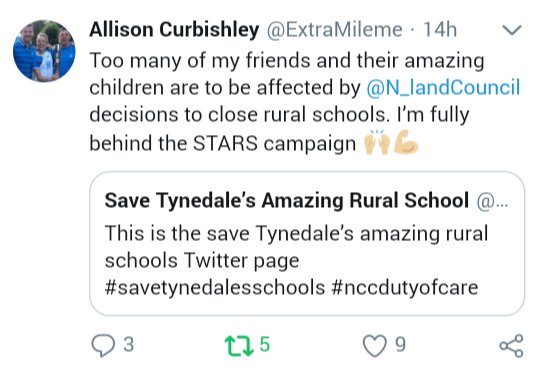 Allison Curbishley @ExtraMileme · 14h
Too many of my friends and their amazing
children are to be affected by @N_landCouncil
decisions to close rural schools. I'm fully
behind the STARS campaign 🙌🏼💪🏼
Save Tynedale's Amazing Rural School @...
This is the save Tynedale's amazing rural
schools Twitter page
#savetynedalesschools #nccdutyofcare
3 5 9